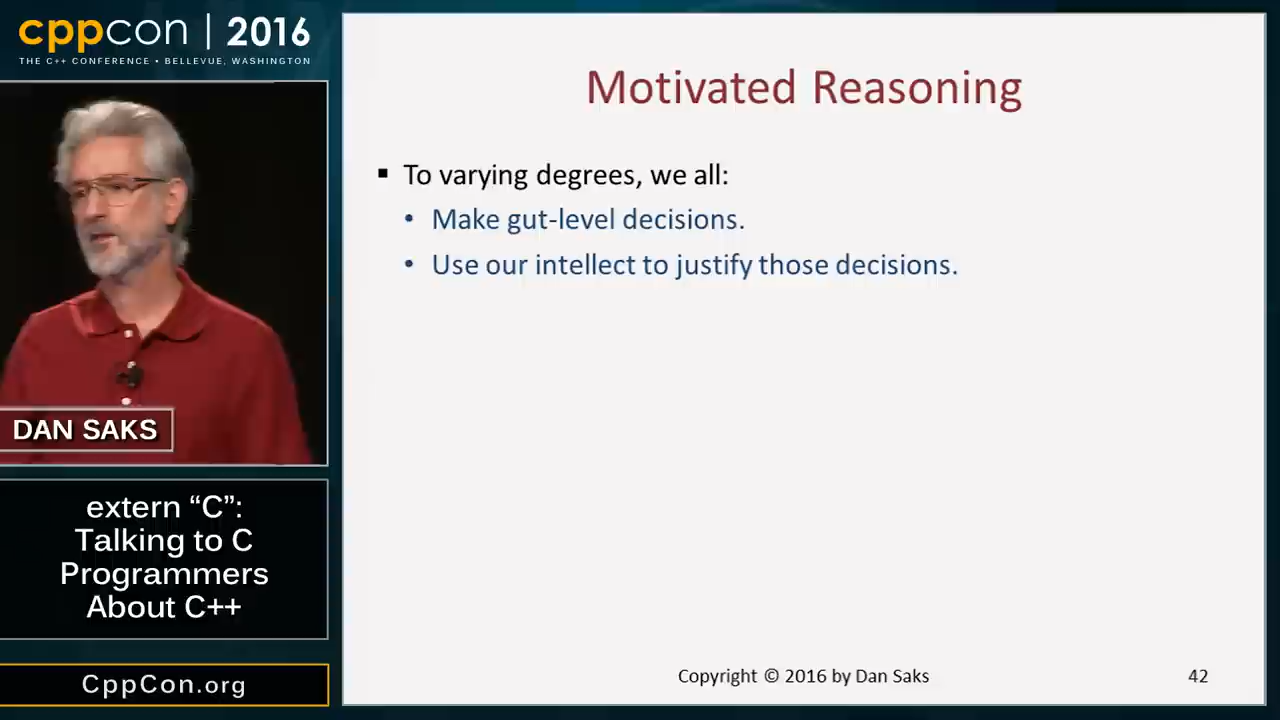 cppcon | 2016
THE C++ CONFERENCE • BELLEVUE, WASHINGTON
DAN SAKS
extern “C”:
Talking to C
Programmers
About C++
CppCon.org
Motivated Reasoning
▪ To varying degrees, we all:
• Make gut-level decisions.
• Use our intellect to justify those decisions.
Copyright © 2016 by Dan Saks
42